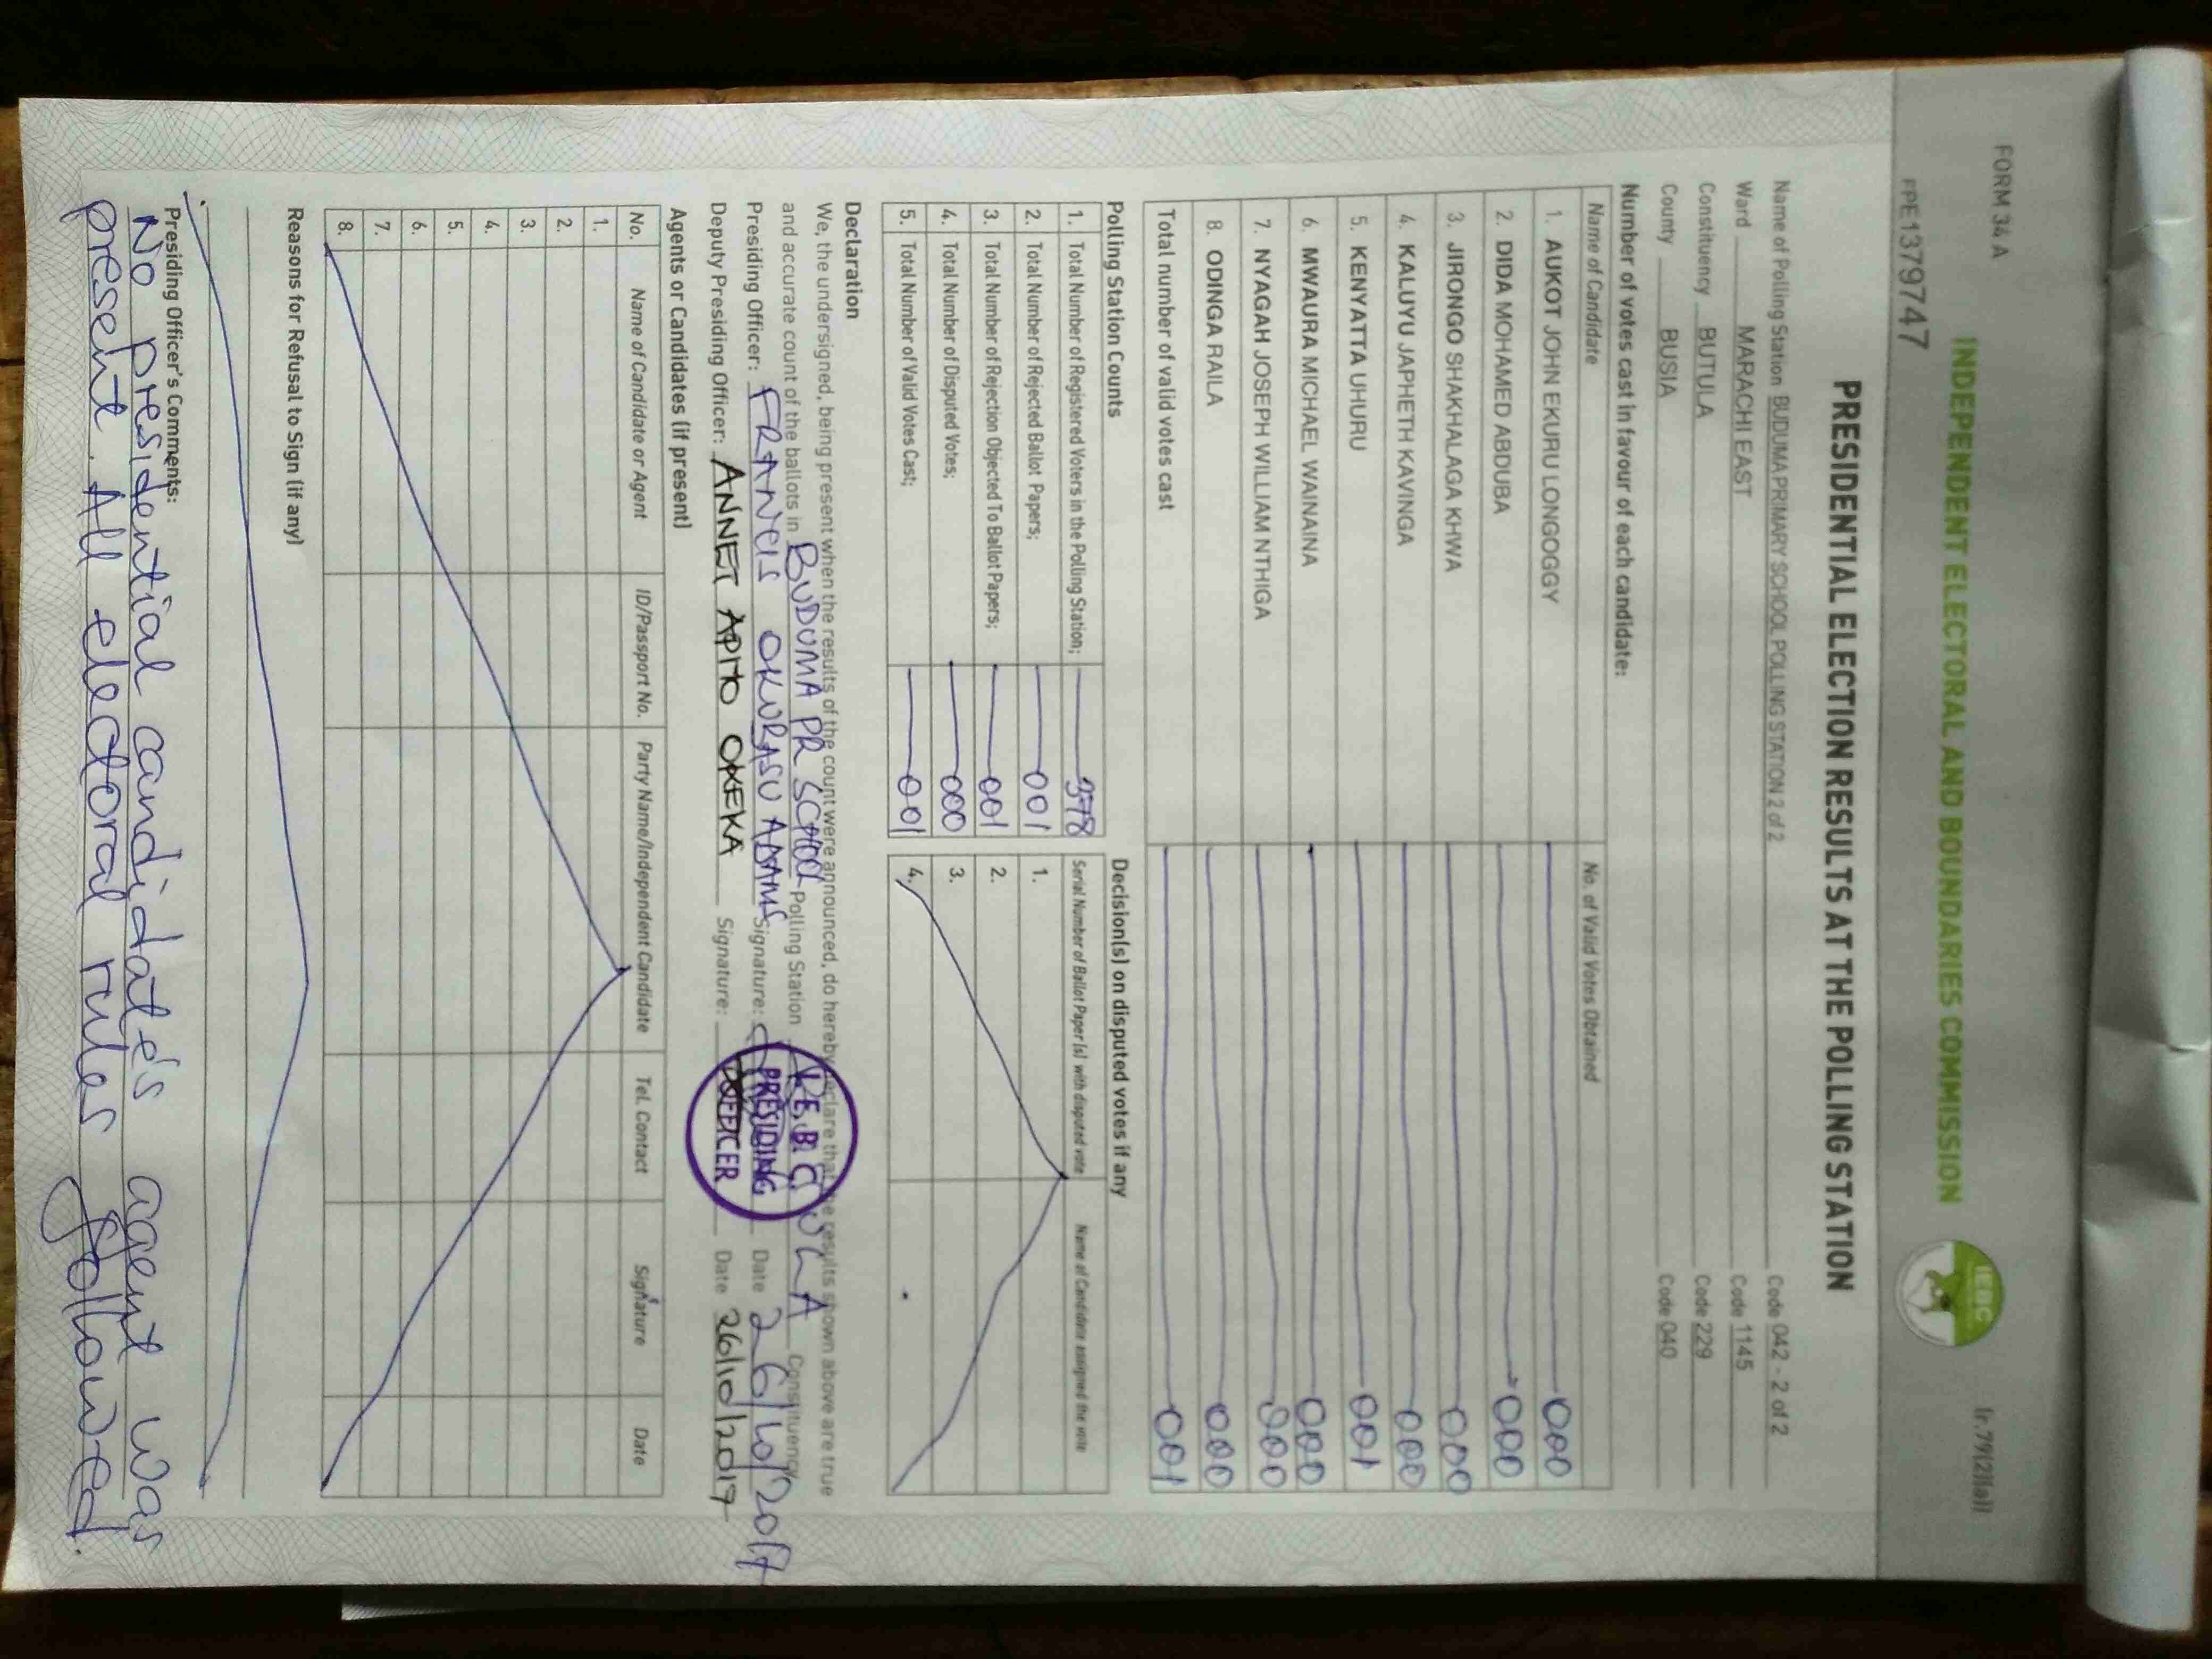 FORM 34 A
(r.79(2)(a))
INDEPENDENT ELECTORAL AND BOUNDARIES COMMISSION
IEBC
PPE1379747
PRESIDENTIAL ELECTION RESULTS AT THE POLLING STATION
Name of Polling Station BUDUMA PRIMARY SCHOOL POLLING STATION 2 of 2 Code 042 - 2 of 2
Ward MARACHI EAST Code 1145
Constituency BUTULA Code 229
County BUSIA Code 040
Number of votes cast in favour of each candidate:
Name of Candidate No. of Valid Votes Obtained
1. AUKOT JOHN EKURU LONGOGGY 000
2. DIDA MOHAMED ABDUBA 000
3. JIRONGO SHAKHALAGA KHWA 000
4. KALUYU JAPHETH KAVINGA 000
5. KENYATTA UHURU 001
6. MWAURA MICHAEL WAINAINA 000
7. NYAGAH JOSEPH WILLIAM NTHIGA 000
8. ODINGA RAILA 000
Total number of valid votes cast 001
Polling Station Counts
1. Total Number of Registered Voters in the Polling Station; 378
2. Total Number of Rejected Ballot Papers; 001
3. Total Number of Rejection Objected To Ballot Papers; 001
4. Total Number of Disputed Votes; 000
5. Total Number of Valid Votes Cast; 001
Decision(s) on disputed votes if any
Serial Number of Ballot Paper (s) with disputed vote Name of Candidate assigned the vote
1.
2.
3.
4.
Declaration
We, the undersigned, being present when the results of the count were announced, do hereby declare that the results shown above are true
and accurate count of the ballots in BUDUMA PR SCHOOL Polling Station Constituency
Presiding Officer: FRANCIS OKUBASU ADAMS Signature: Date 26/10/2017
Deputy Presiding Officer: ANNET APITO OKEKA Signature: Date 26/10/2017
I.E.B.C.
PRESIDING
OFFICER
Agents or Candidates (if present)
No. Name of Candidate or Agent ID/Passport No. Party Name/Independent Candidate Tel. Contact Signature Date
1.
2.
3.
4.
5.
6.
7.
8.
Reasons for Refusal to Sign (if any)
Presiding Officer's Comments:
No presidential candidate's agent was
present. All electoral rules followed.